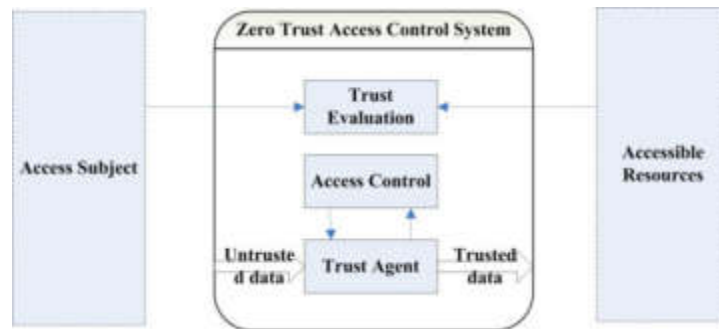 Zero Trust Access Control System
Trust
Evaluation
Access Subject
Accessible
Resources
Access Control
Untruste
d data
Trust Agent
Trusted
data